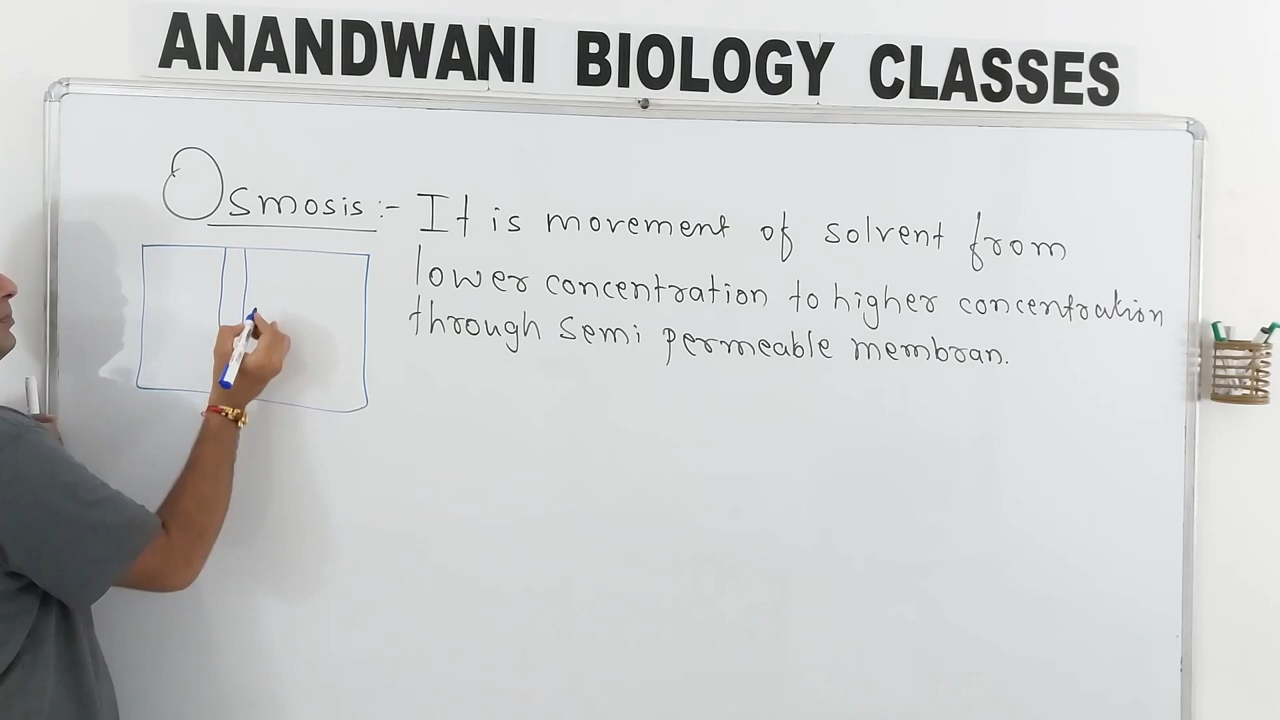 ANANDWANI BIOLOGY CLASSES
Osmosis :- It is movement of solvent from
lower concentration to higher concentration
through semi permeable membran.